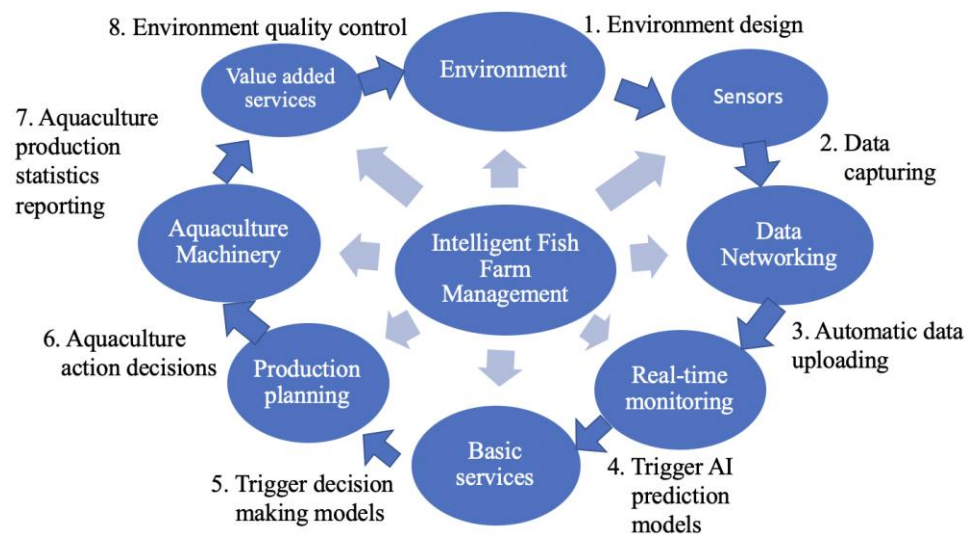 8. Environment quality control
1. Environment design
Environment
Value added
services
Sensors
7. Aquaculture
production
statistics
reporting
2. Data
capturing
Aquaculture
Machinery
Intelligent Fish
Farm
Management
Data
Networking
6. Aquaculture
action decisions
3. Automatic data
uploading
Production
planning
Real-time
monitoring
Basic
services
5. Trigger decision
making models
4. Trigger AI
prediction
models